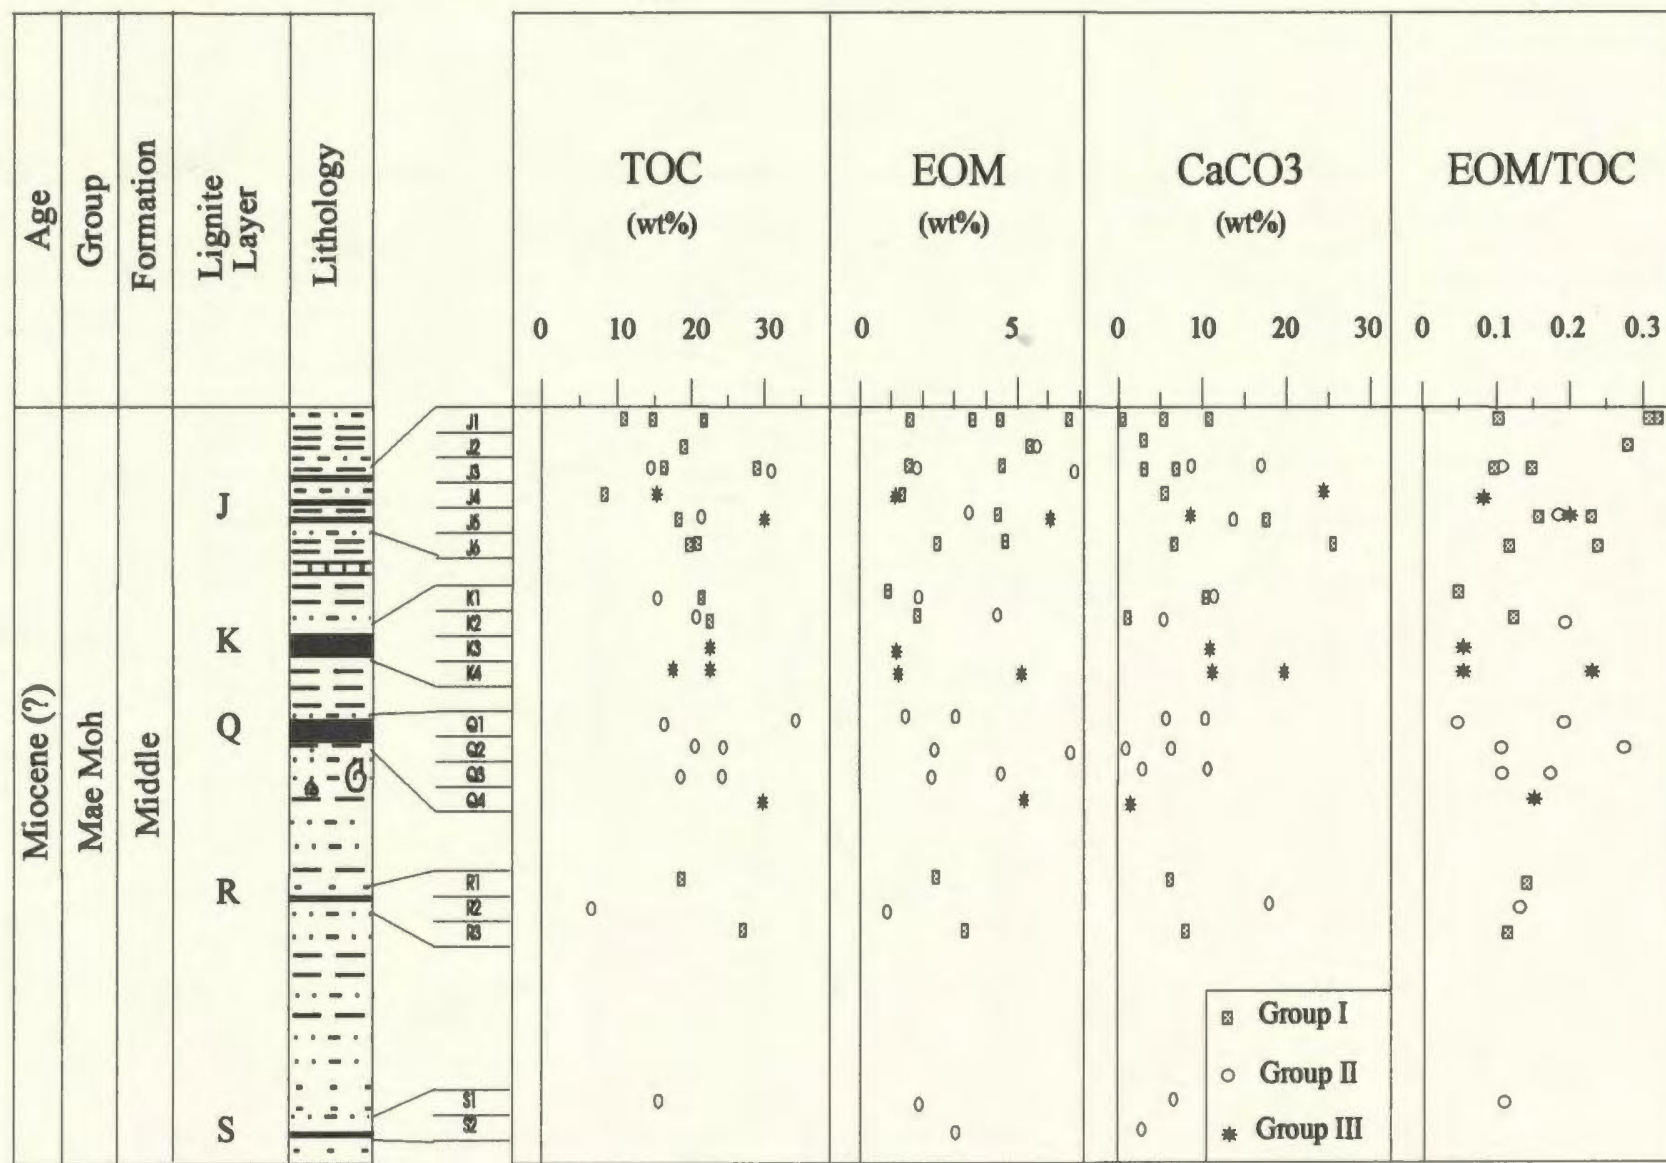 Age
Group
Formation
Lignite
Layer
Lithology
TOC
(wt%)
0 10 20 30
EOM
(wt%)
0 5
CaCO3
(wt%)
0 10 20 30
EOM/TOC
0 0.1 0.2 0.3
Miocene (?)
Mae Moh
Middle
J
K
Q
R
S
J1
J2
J3
J4
J5
J6
K1
K2
K3
K4
Q1
Q2
Q3
Q4
R1
R2
R3
S1
S2
Group I
Group II
Group III